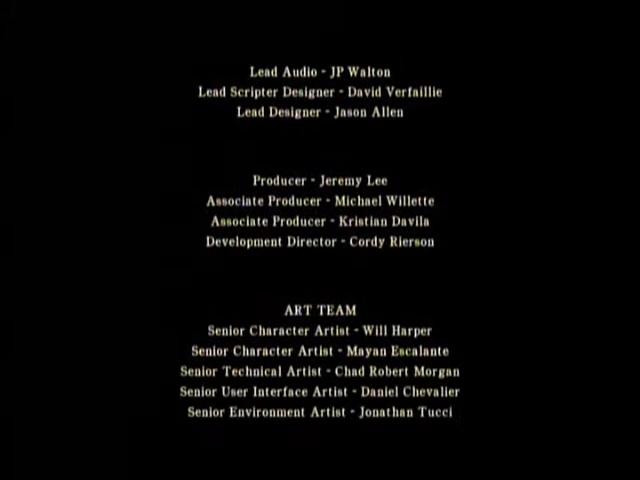 Lead Audio - JP Walton
Lead Scripter Designer - David Verfaillie
Lead Designer - Jason Allen
Producer - Jeremy Lee
Associate Producer - Michael Willette
Associate Producer - Kristian Davila
Development Director - Cordy Rierson
ART TEAM
Senior Character Artist - Will Harper
Senior Character Artist - Mayan Escalante
Senior Technical Artist - Chad Robert Morgan
Senior User Interface Artist - Daniel Chevalier
Senior Environment Artist - Jonathan Tucci